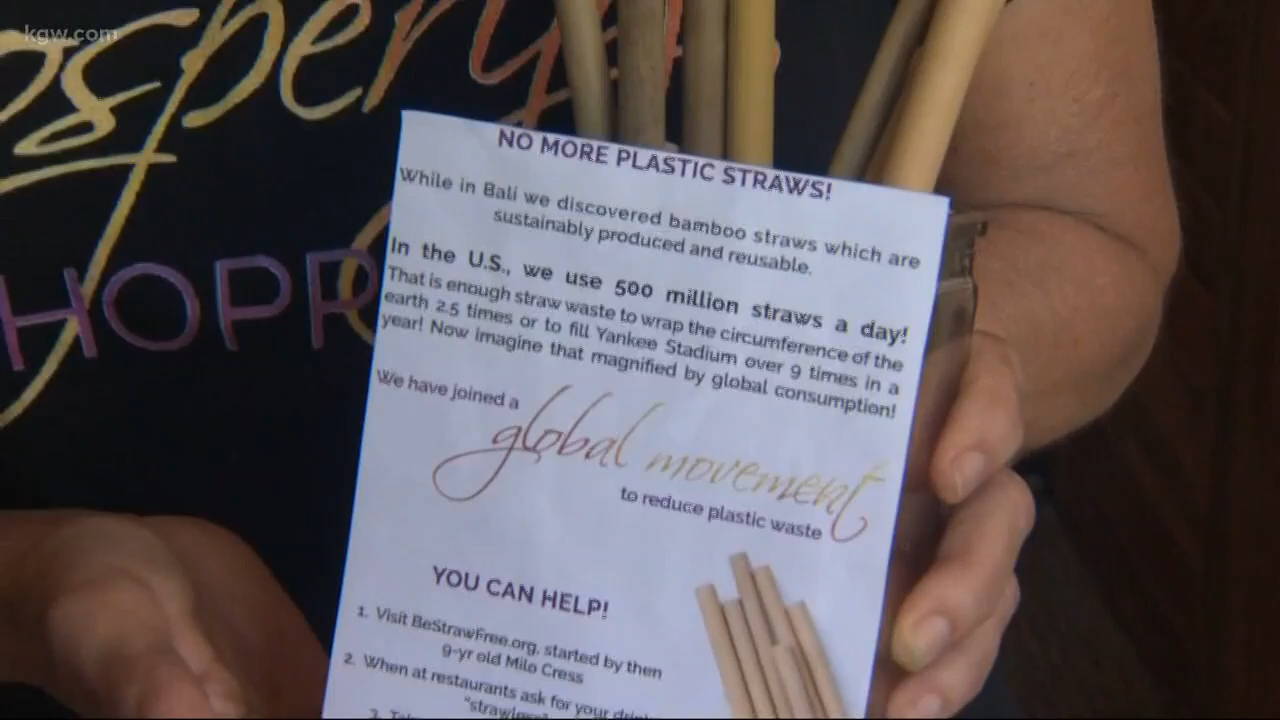 kgw.com
HOPP
NO MORE PLASTIC STRAWS!
While in Bali we discovered bamboo straws which are
sustainably produced and reusable.
In the U.S., we use 500 million straws a day!
That is enough straw waste to wrap the circumference of the
earth 2.5 times or to fill Yankee Stadium over 9 times in a
year! Now imagine that magnified by global consumption!
We have joined a
global movement
to reduce plastic waste
YOU CAN HELP!
1. Visit BeStrawFree.org, started by then
9-yr old Milo Cress
2. When at restaurants ask for your
3.